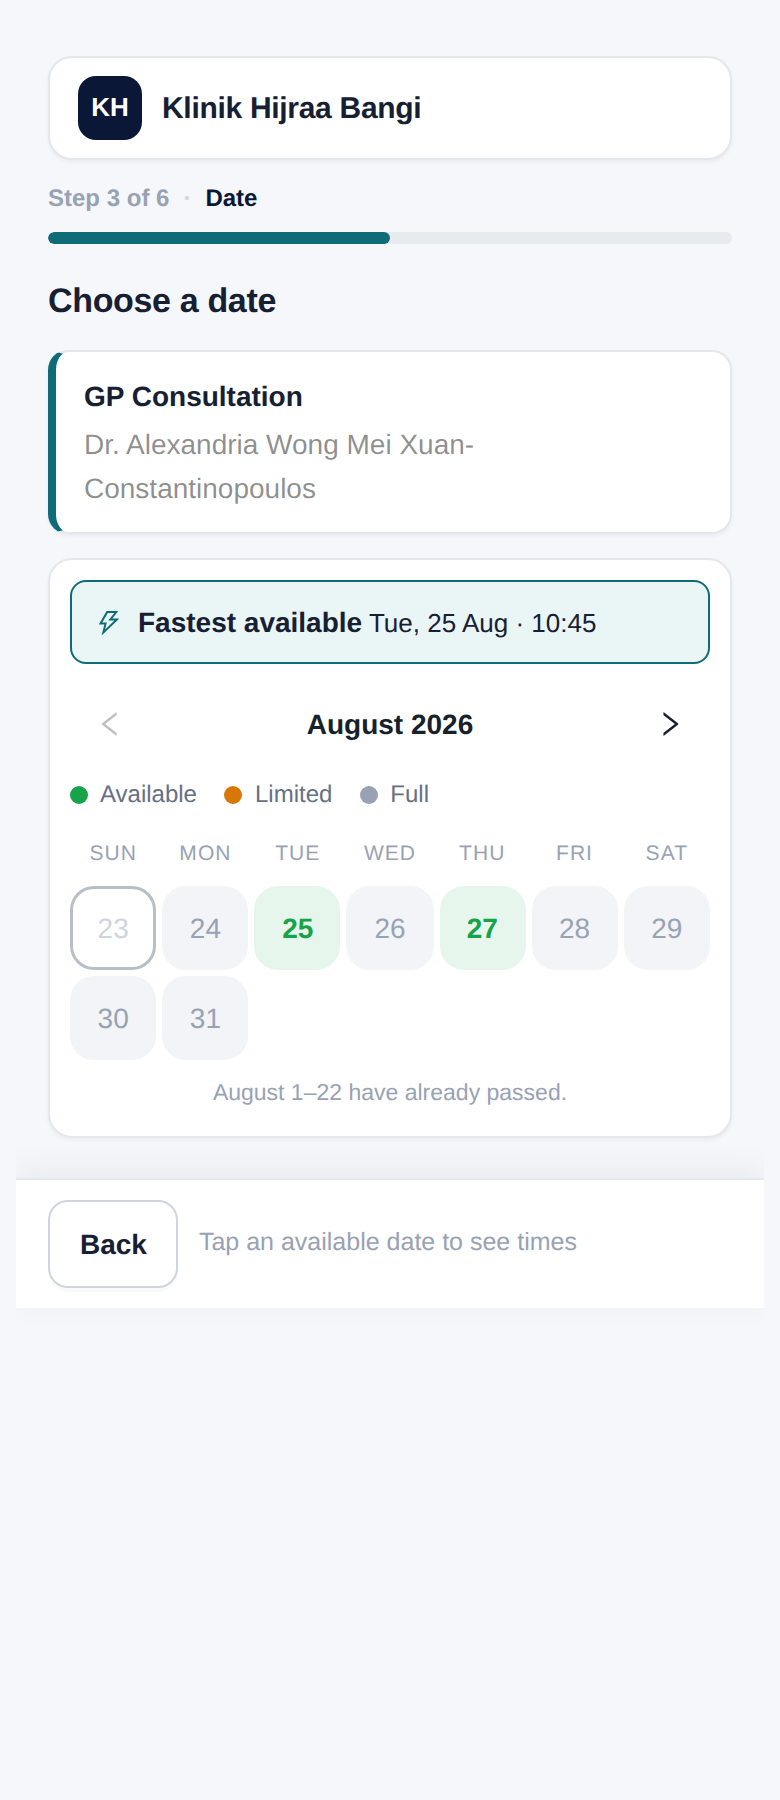 KH Klinik Hijraa Bangi
Step 3 of 6 · Date
Choose a date
GP Consultation
Dr. Alexandria Wong Mei Xuan-
Constantinopoulos
Fastest available Tue, 25 Aug · 10:45
August 2026
Available Limited Full
SUN MON TUE WED THU FRI SAT
23 24 25 26 27 28 29
30 31
August 1–22 have already passed.
Back Tap an available date to see times